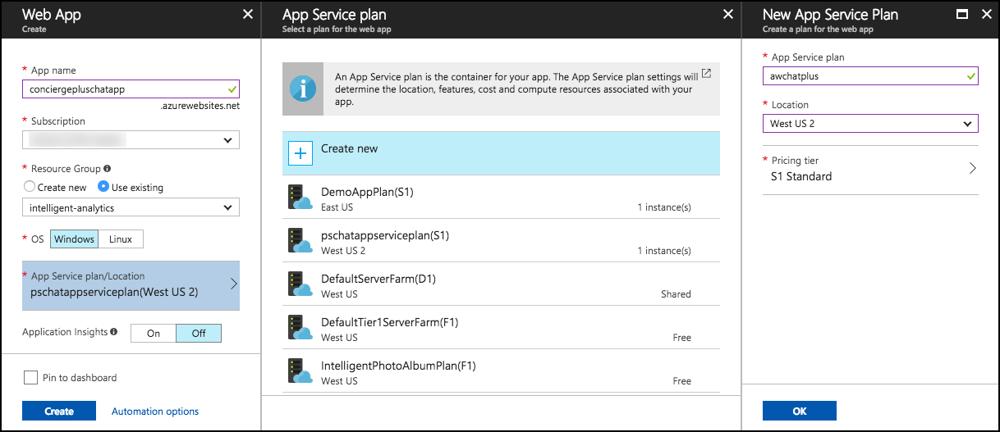 Web App
Create
* App name
conciergepluschatapp
.azurewebsites.net
* Subscription
* Resource Group
Create new
Use existing
intelligent-analytics
* OS
Windows
Linux
* App Service plan/Location
pschatappserviceplan(West US 2)
Application Insights
On
Off
Pin to dashboard
Create
Automation options
App Service plan
Select a plan for the web app
An App Service plan is the container for your app. The App Service plan settings will
determine the location, features, cost and compute resources associated with your
app.
Create new
DemoAppPlan(S1)
East US
1 instance(s)
pschatappserviceplan(S1)
West US 2
1 instance(s)
DefaultServerFarm(D1)
West US
Shared
DefaultTier1ServerFarm(F1)
West US
Free
IntelligentPhotoAlbumPlan(F1)
West US
Free
New App Service Plan
Create a plan for the web app
* App Service plan
awchatplus
* Location
West US 2
* Pricing tier
S1 Standard
OK